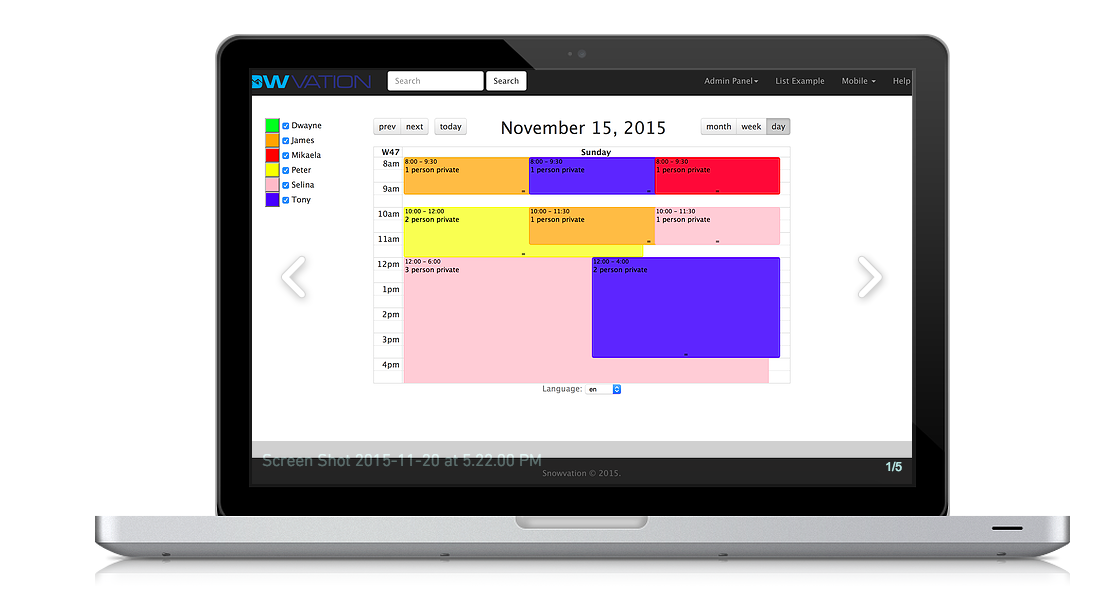 BWVATION
Search
Search
Admin Panel
List Example
Mobile
Help
Dwayne
James
Mikaela
Peter
Selina
Tony
prev
next
today
November 15, 2015
month
week
day
W47
Sunday
8am
8:00 - 9:30
1 person private
8:00 - 9:30
1 person private
8:00 - 9:30
1 person private
9am
10am
10:00 - 12:00
2 person private
10:00 - 11:30
1 person private
10:00 - 11:30
1 person private
11am
12pm
12:00 - 6:00
3 person private
12:00 - 4:00
2 person private
1pm
2pm
3pm
4pm
Language: en
Screen Shot 2015-11-20 at 5.22.00 PM
1/5
Snowvation © 2015.